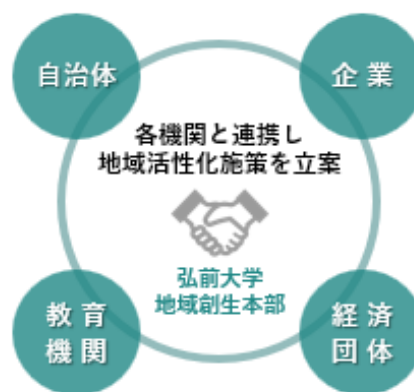 自治体
企業
各機関と連携し
地域活性化施策を立案
弘前大学
地域創生本部
教育
機関
経済
団体